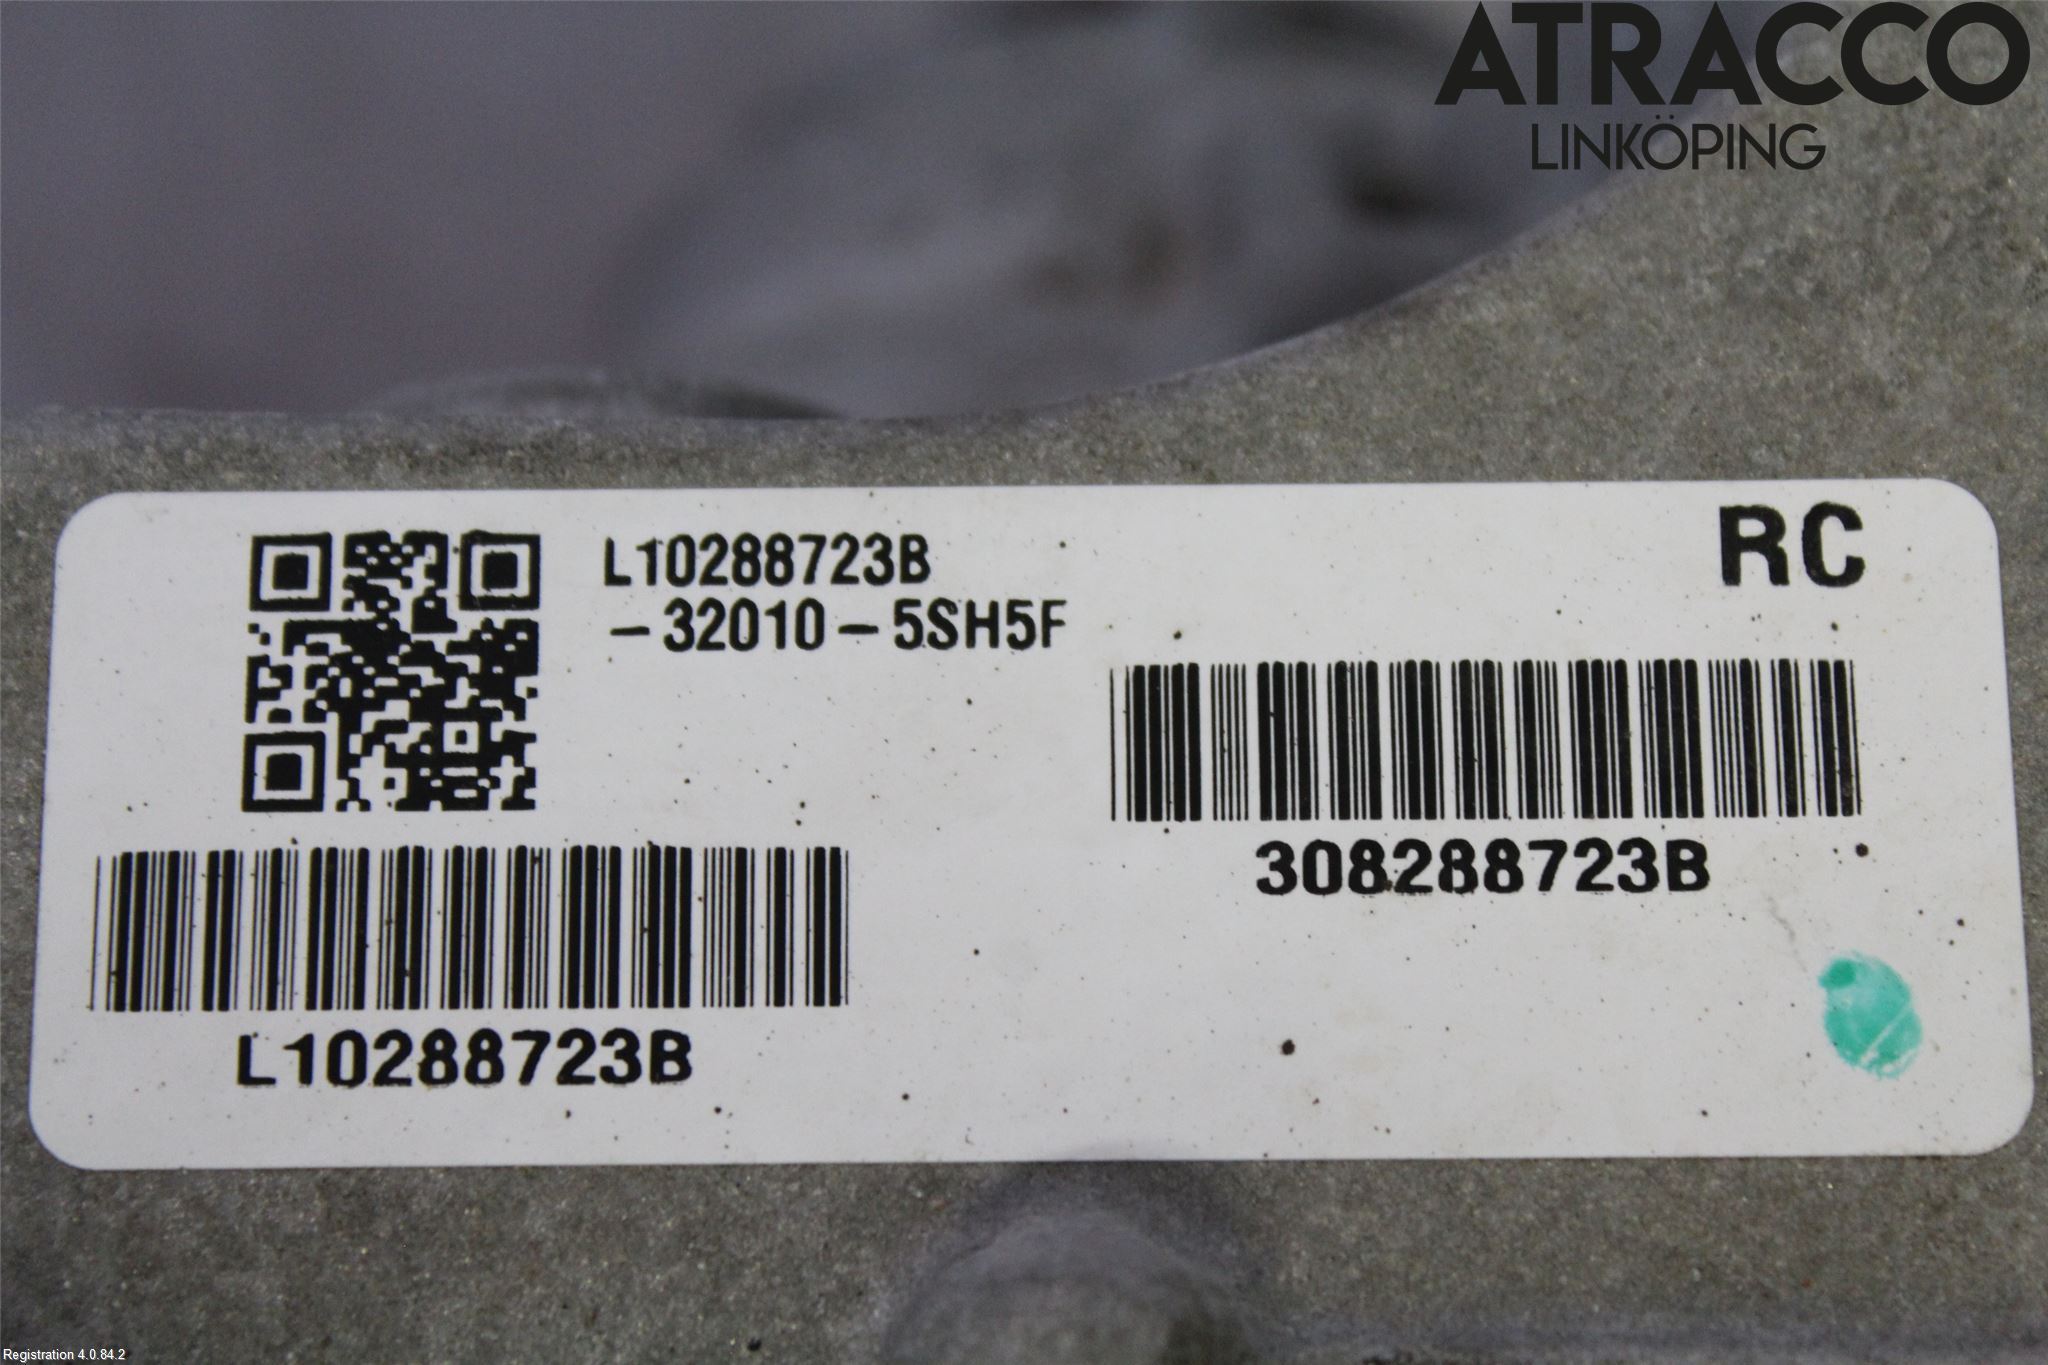 ATRACCO
LINKÖPING
RC
L10288723B
-32010-5SH5F
308288723B
L10288723B
Registration 4.0.84.2